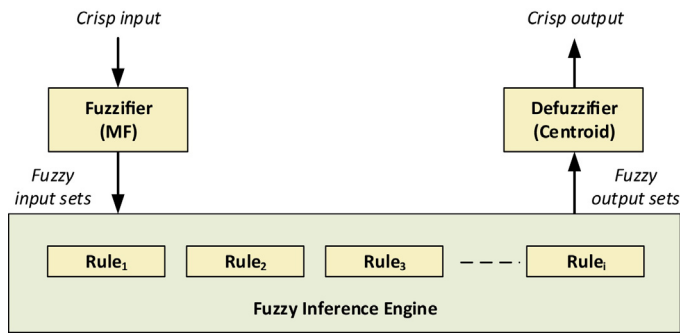 Crisp input
Crisp output
Fuzzifier
(MF)
Defuzzifier
(Centroid)
Fuzzy
input sets
Fuzzy
output sets
Rule₁
Rule₂
Rule₃
Ruleᵢ
Fuzzy Inference Engine